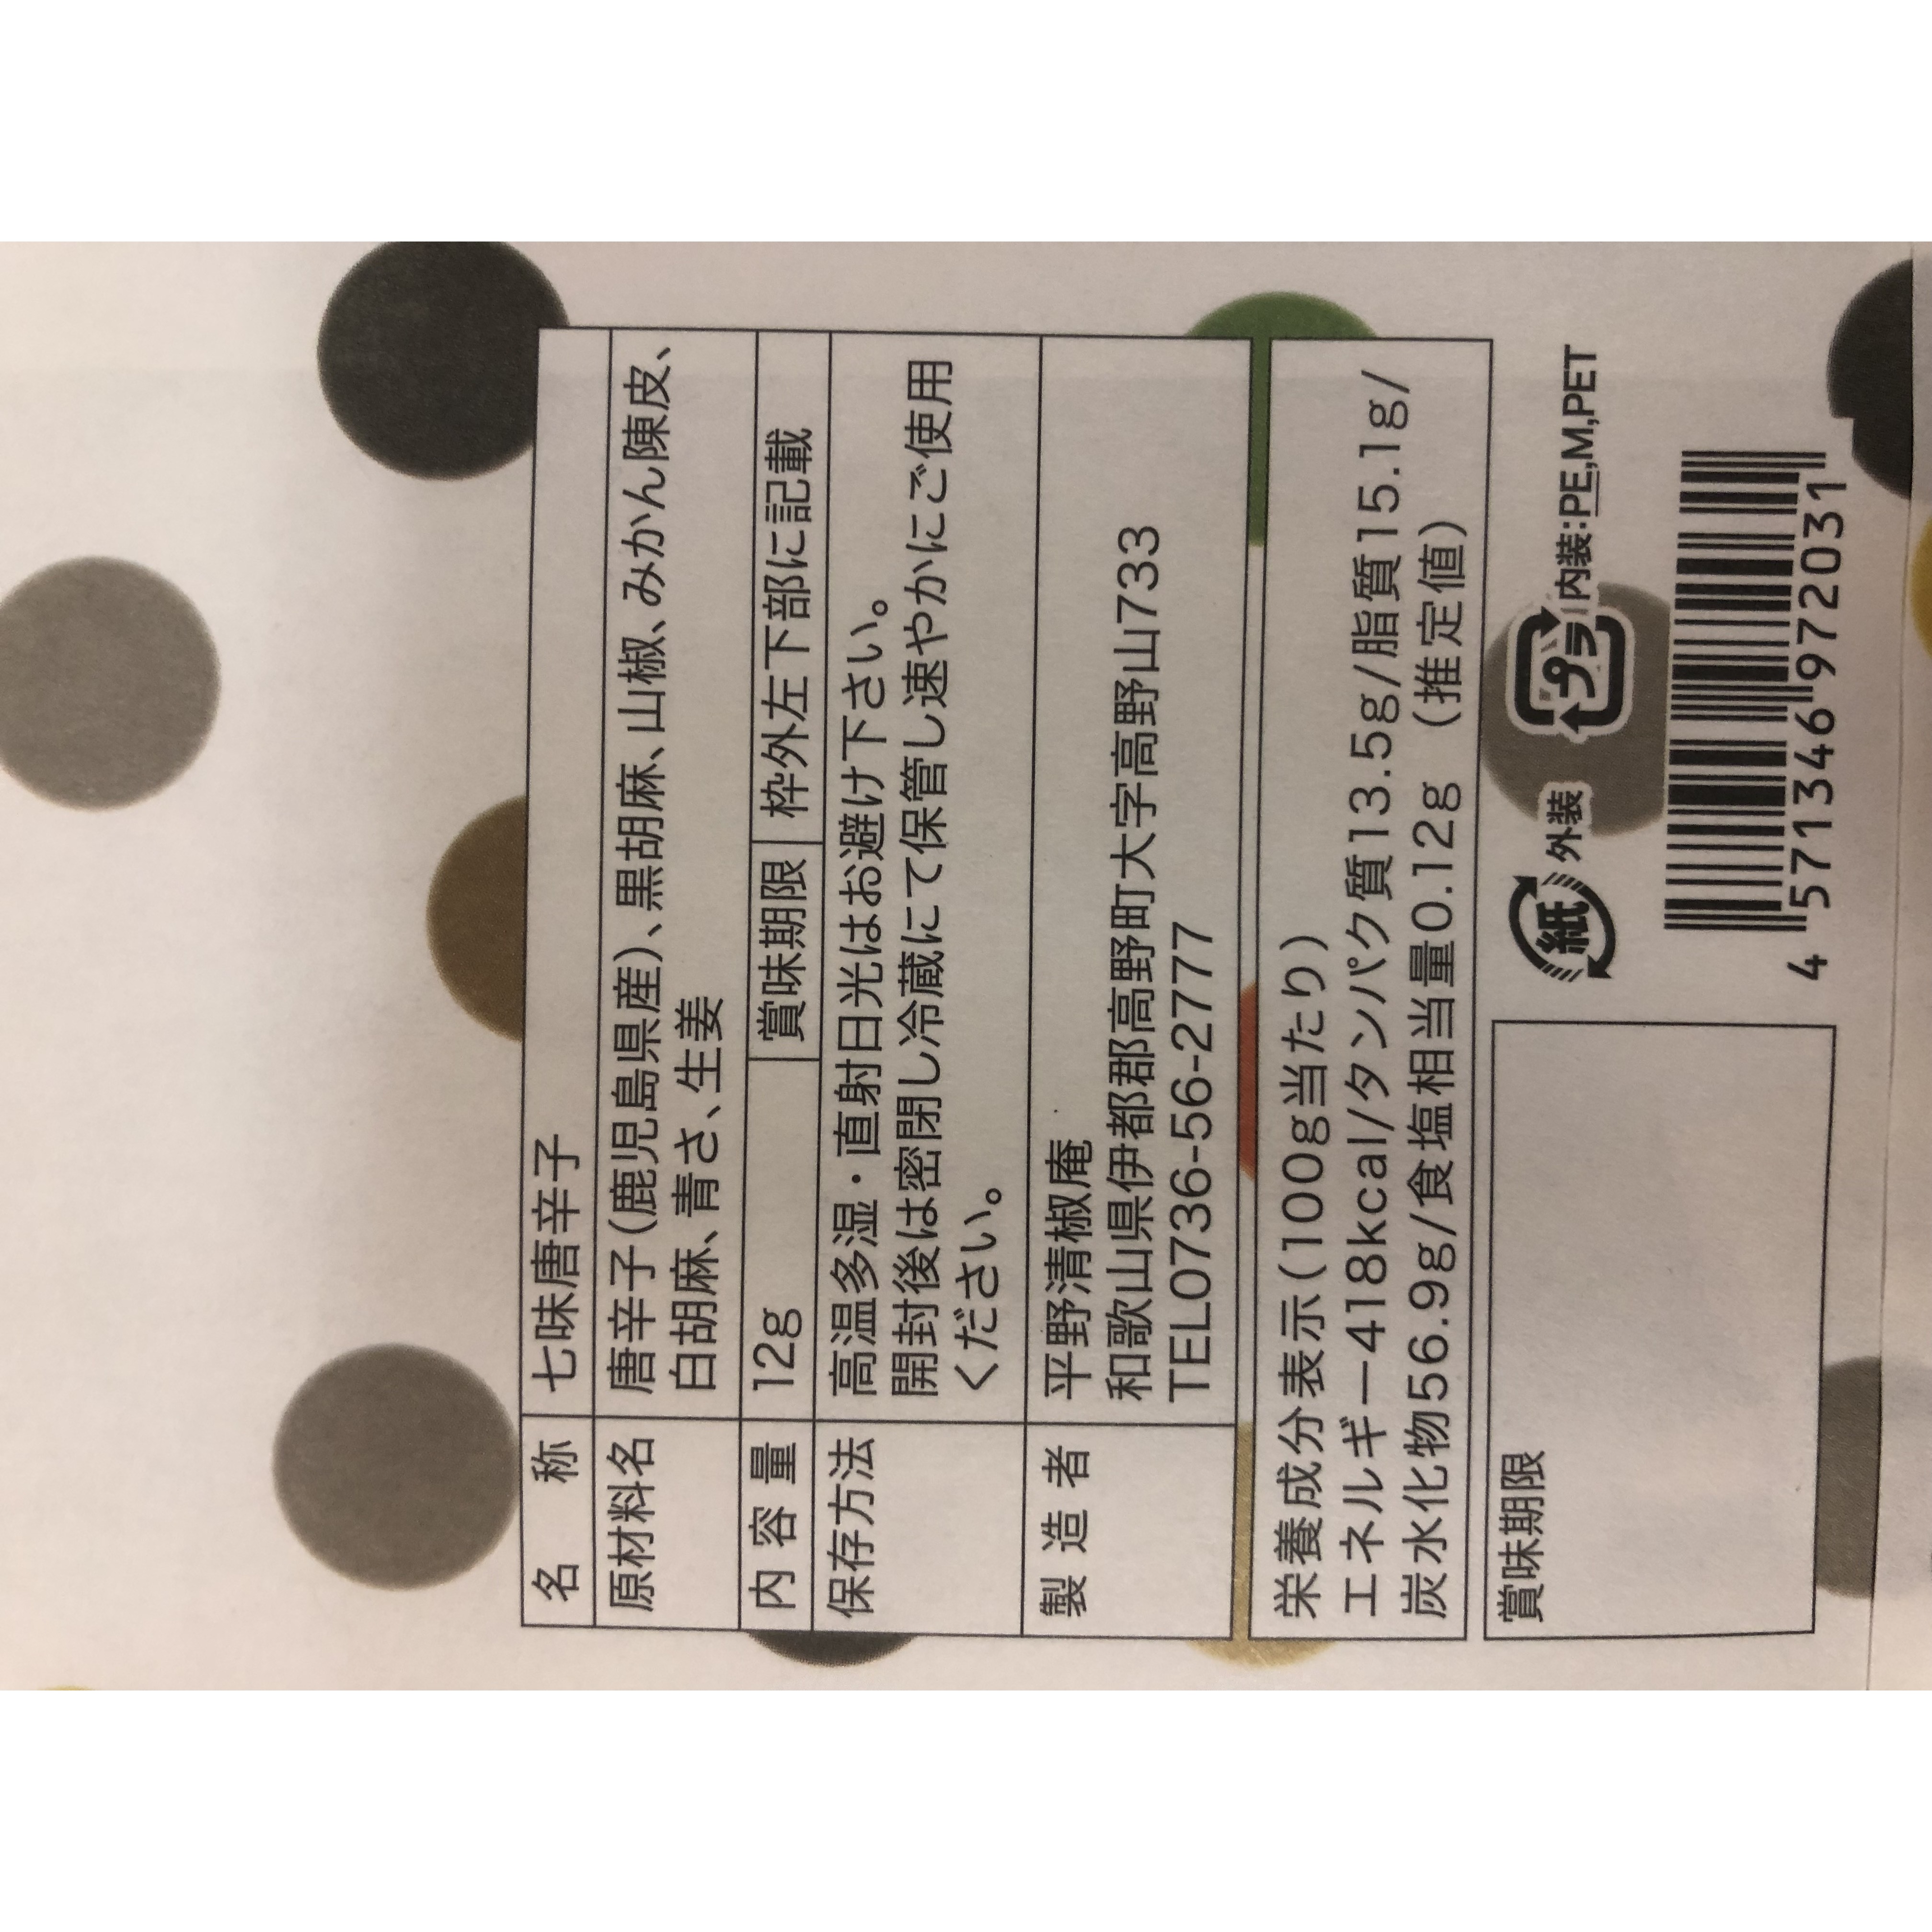 名 称 七味唐辛子
原材料名 唐辛子(鹿児島県産)、黒胡麻、山椒、みかん陳皮、
白胡麻、青さ、生姜
内容量 12g 賞味期限 枠外左下部に記載
保存方法 高温多湿・直射日光はお避け下さい。
開封後は密閉し冷蔵にて保管し速やかにご使用
ください。
製造者 平野清椒庵
和歌山県伊都郡高野町大字高野山733
TEL0736-56-2777
栄養成分表示(100g当たり)
エネルギー418kcal/タンパク質13.5g/脂質15.1g/
炭水化物56.9g/食塩相当量0.12g (推定値)
賞味期限
紙 外装 プラ 内装:PE,M,PET
4 571346 972031